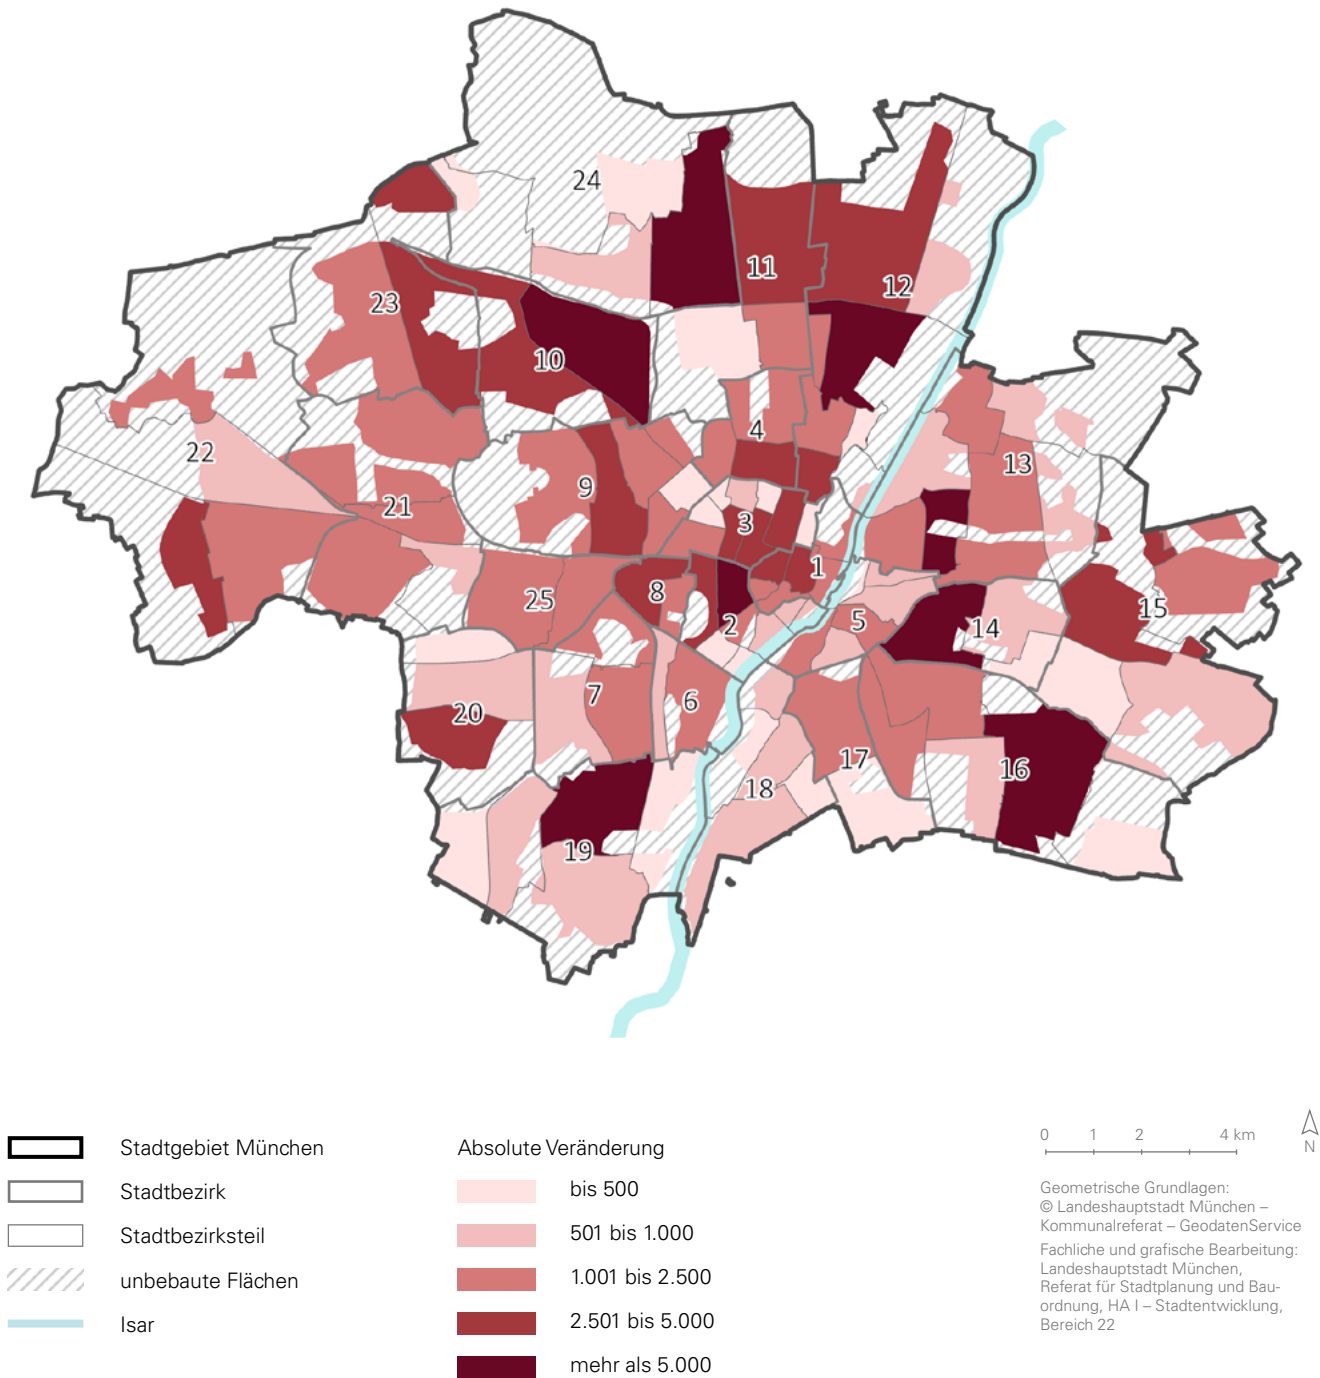 24
11
12
23
10
4
22
13
9
21
3
1
8
25
15
2
5
14
7
6
20
17
16
18
19
Stadtgebiet München
Stadtbezirk
Stadtbezirksteil
unbebaute Flächen
Isar
Absolute Veränderung
bis 500
501 bis 1.000
1.001 bis 2.500
2.501 bis 5.000
mehr als 5.000
0 1 2 4 km
N
Geometrische Grundlagen:
© Landeshauptstadt München –
Kommunalreferat – GeodatenService
Fachliche und grafische Bearbeitung:
Landeshauptstadt München,
Referat für Stadtplanung und Bau-
ordnung, HA I – Stadtentwicklung,
Bereich 22